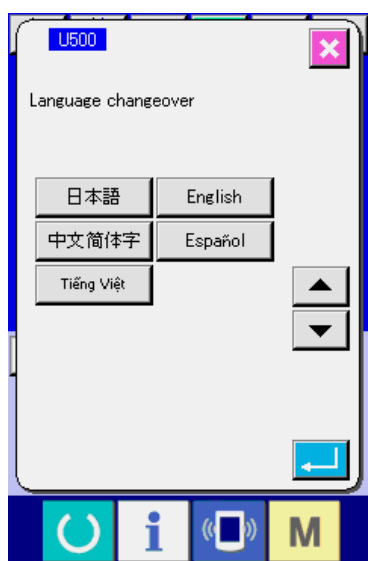 U500
Language changeover
日本語
English
中文简体字
Español
Tiếng Việt
M